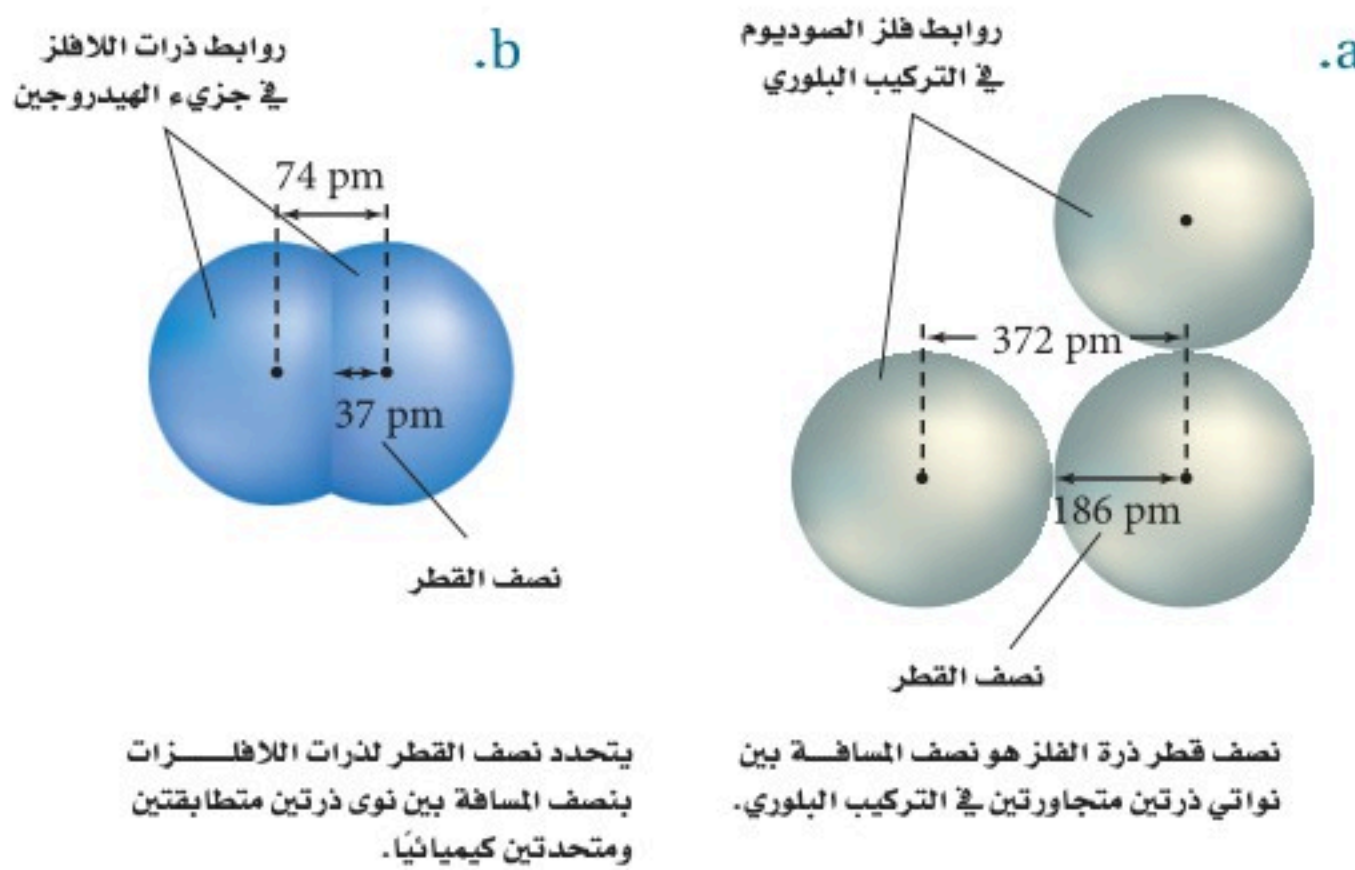 a.
روابط فلز الصوديوم
في التركيب البلوري
372 pm
186 pm
نصف القطر
نصف قطر ذرة الفلز هو نصف المسافـــة بين
نواتي ذرتين متجاورتين في التركيب البلوري.
b.
روابط ذرات اللافلز
في جزيء الهيدروجين
74 pm
37 pm
نصف القطر
يتحدد نصف القطر لذرات اللافلـــــزات
بنصف المسافة بين نوى ذرتين متطابقتين
ومتحدتين كيميائيًا.